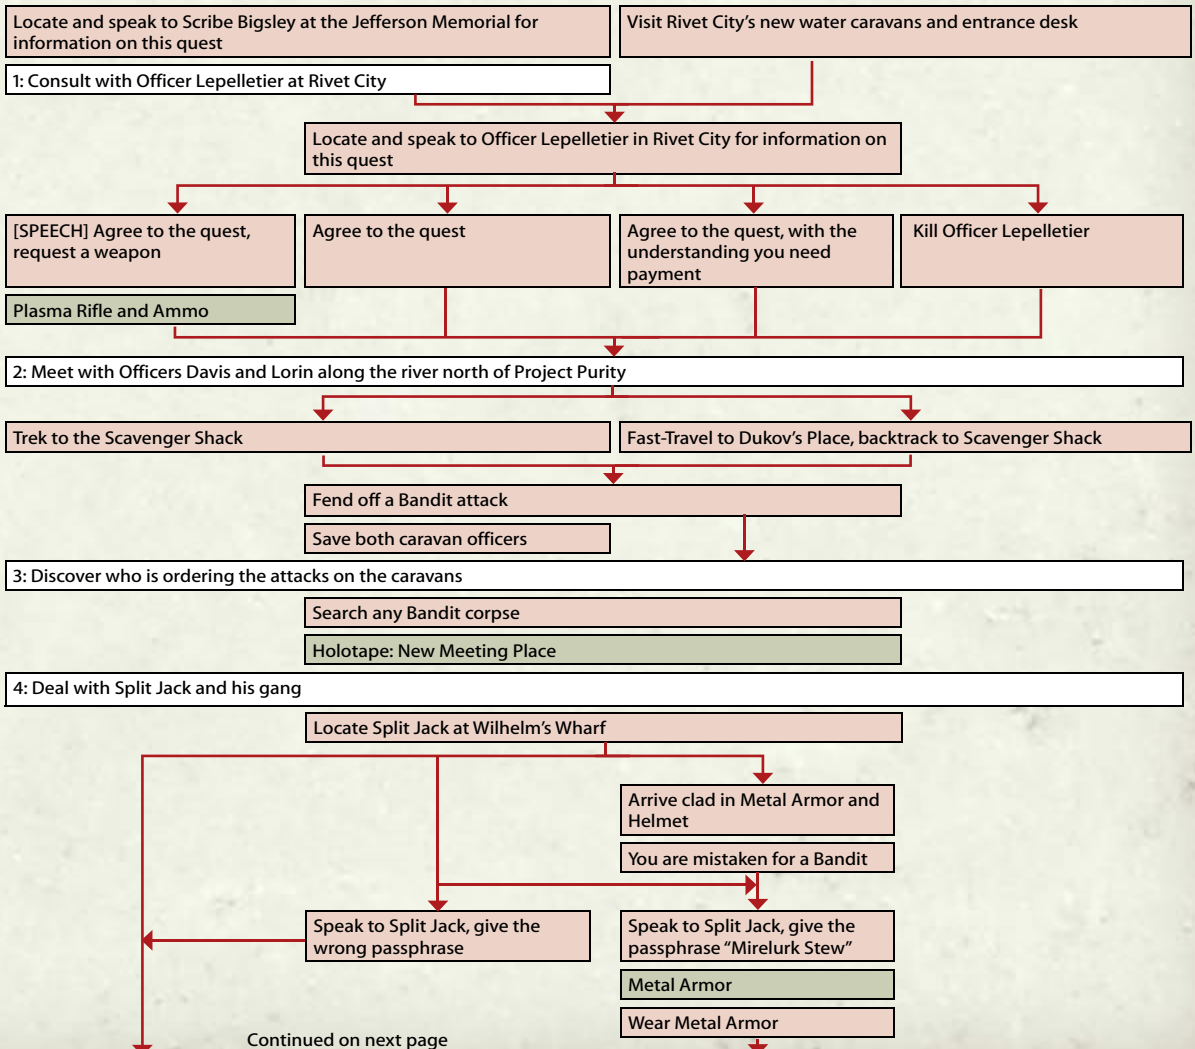 Locate and speak to Scribe Bigsley at the Jefferson Memorial for
information on this quest
Visit Rivet City's new water caravans and entrance desk
1: Consult with Officer Lepelletier at Rivet City
Locate and speak to Officer Lepelletier in Rivet City for information on
this quest
[SPEECH] Agree to the quest,
request a weapon
Agree to the quest
Agree to the quest, with the
understanding you need
payment
Kill Officer Lepelletier
Plasma Rifle and Ammo
2: Meet with Officers Davis and Lorin along the river north of Project Purity
Trek to the Scavenger Shack
Fast-Travel to Dukov's Place, backtrack to Scavenger Shack
Fend off a Bandit attack
Save both caravan officers
3: Discover who is ordering the attacks on the caravans
Search any Bandit corpse
Holotape: New Meeting Place
4: Deal with Split Jack and his gang
Locate Split Jack at Wilhelm's Wharf
Arrive clad in Metal Armor and
Helmet
You are mistaken for a Bandit
Speak to Split Jack, give the
wrong passphrase
Speak to Split Jack, give the
passphrase “Mirelurk Stew”
Metal Armor
Wear Metal Armor
Continued on next page